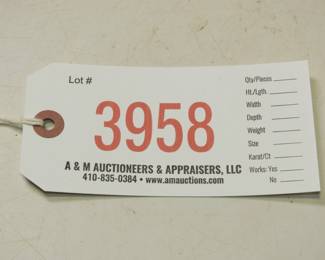 Lot #
3958
A & M AUCTIONEERS & APPRAISERS, LLC
410-835-0384 • www.amauctions.com
Qty/Pieces
Ht./Lgth.
Width
Depth
Weight
Size
Karat/Ct
Works: Yes
No